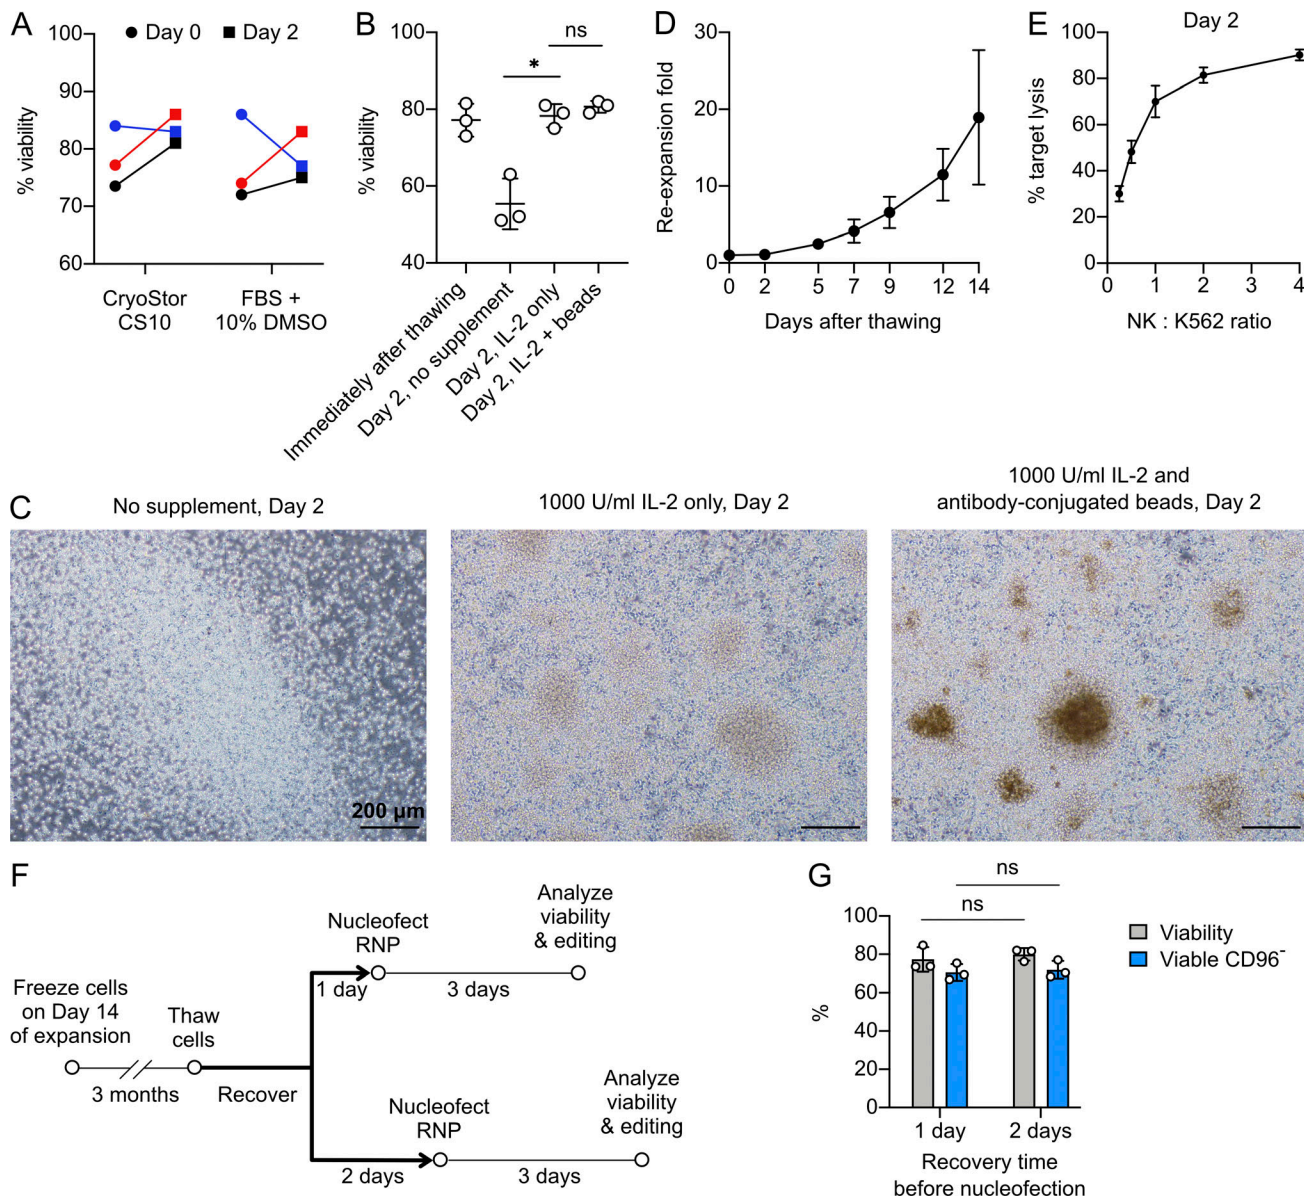 A
100
90
80
70
60
% viability
Day 0
Day 2
CryoStor
CS10
FBS +
10% DMSO
B
100
80
60
40
% viability
*
ns
Immediately after thawing
Day 2, no supplement
Day 2, IL-2 only
Day 2, IL-2 + beads
D
30
20
10
0
Re-expansion fold
0 2 5 7 9 12 14
Days after thawing
E
Day 2
100
80
60
40
20
0
% target lysis
0 1 2 3 4
NK : K562 ratio
C
No supplement, Day 2
200 µm
1000 U/ml IL-2 only, Day 2
1000 U/ml IL-2 and
antibody-conjugated beads, Day 2
F
Freeze cells
on Day 14
of expansion
3 months
Thaw
cells
Recover
Nucleofect
RNP
1 day
3 days
Analyze
viability
& editing
Nucleofect
RNP
2 days
3 days
Analyze
viability
& editing
G
ns
ns
100
80
60
40
20
0
%
1 day
2 days
Recovery time
before nucleofection
Viability
Viable CD96⁻